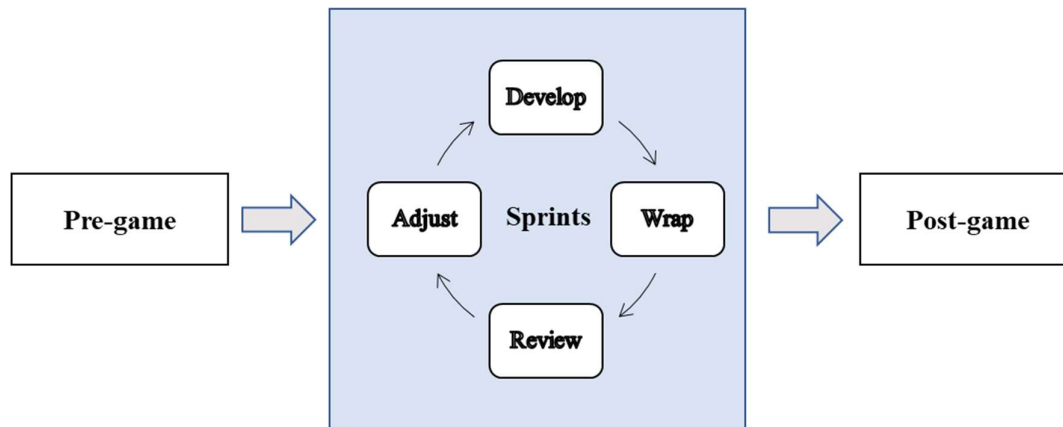 Pre-game
Develop
Adjust
Sprints
Wrap
Review
Post-game